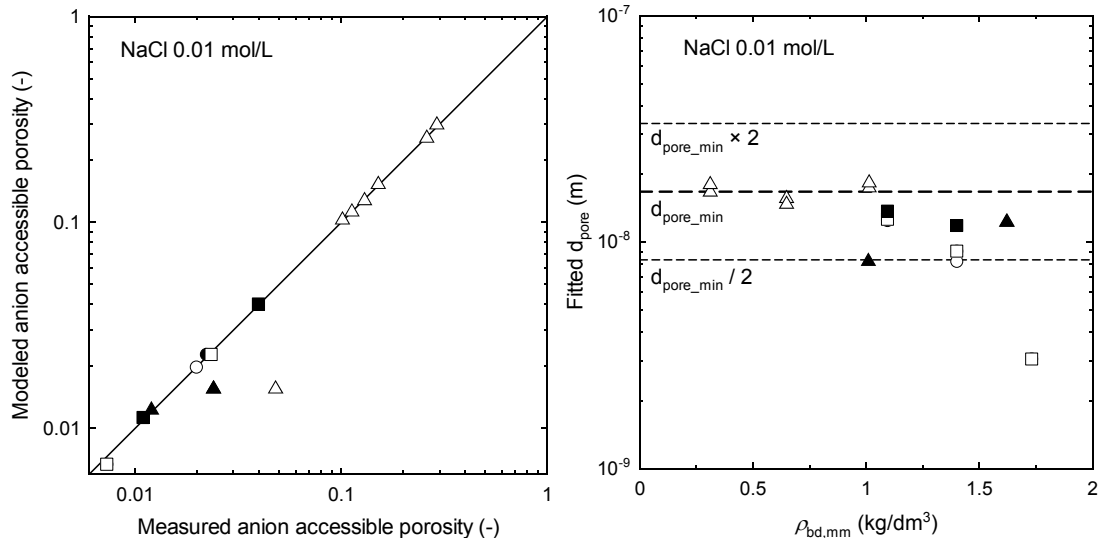 NaCl 0.01 mol/L
1
0.1
0.01
0.01
0.1
1
Modeled anion accessible porosity (-)
Measured anion accessible porosity (-)
NaCl 0.01 mol/L
10⁻⁷
10⁻⁸
10⁻⁹
d_pore_min × 2
d_pore_min
d_pore_min / 2
0
0.5
1
1.5
2
Fitted d_pore (m)
ρ_bd,mm (kg/dm³)